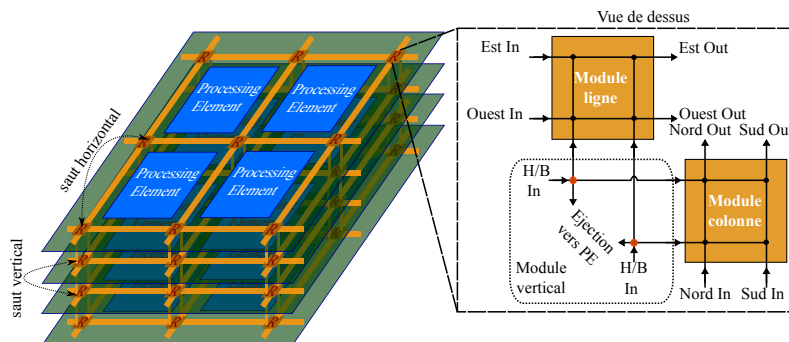 R
R
R
Processing
Element
Processing
Element
R
R
R
Processing
Element
Processing
Element
R
R
R
R
R
R
R
R
R
R
R
R
saut horizontal
saut vertical
Vue de dessus
Est In
Est Out
Module
ligne
Ouest In
Ouest Out
Nord Out
Sud Out
H/B
In
Module
colonne
Ejection
vers PE
Module
vertical
H/B
In
Nord In
Sud In